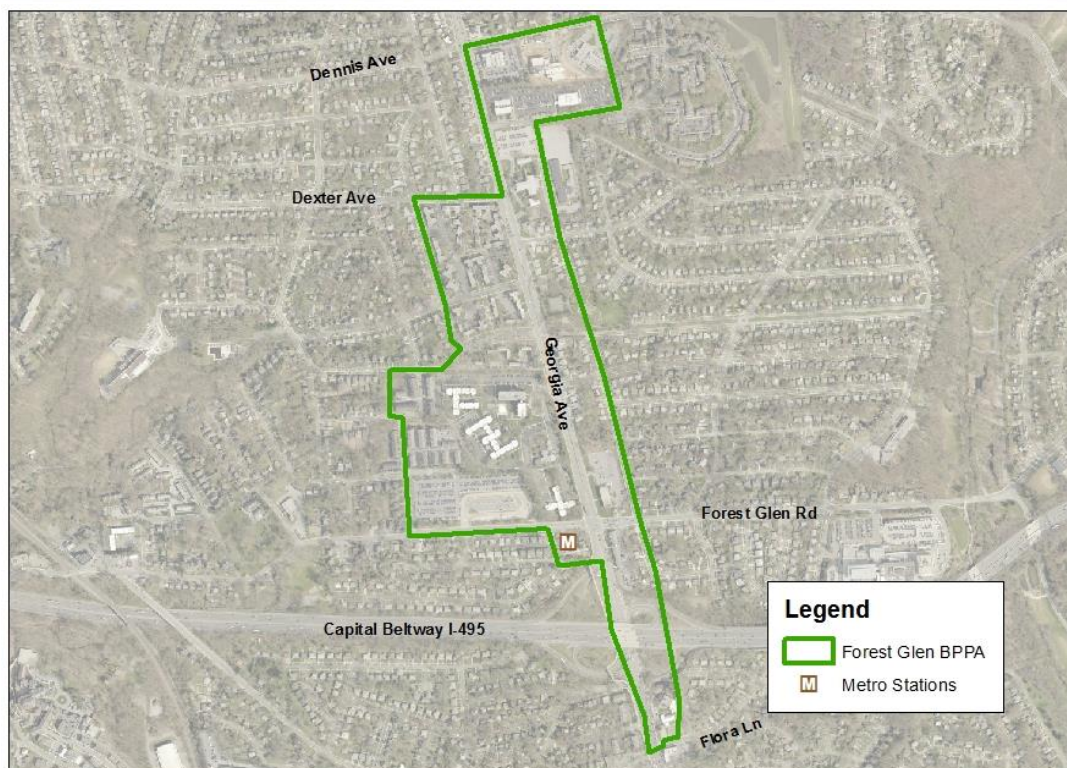 Dennis Ave
Dexter Ave
Georgia Ave
Forest Glen Rd
M
Capital Beltway I-495
Flora Ln
Legend
Forest Glen BPPA
M Metro Stations